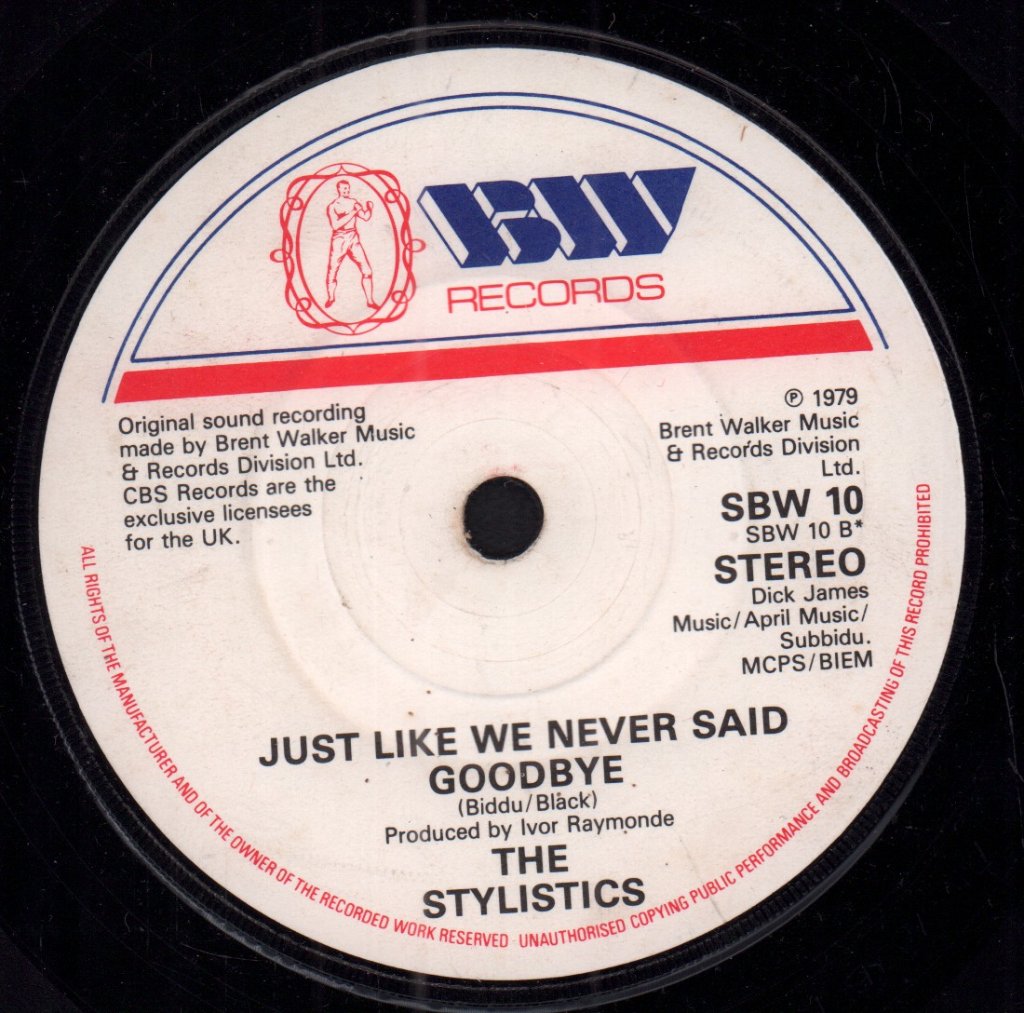 BW
RECORDS
Original sound recording
made by Brent Walker Music
& Records Division Ltd.
CBS Records are the
exclusive licensees
for the UK.
℗ 1979
Brent Walker Music
& Records Division
Ltd.
SBW 10
SBW 10 B*
STEREO
Dick James
Music/April Music/
Subbidu.
MCPS/BIEM
JUST LIKE WE NEVER SAID
GOODBYE
(Biddu/Black)
Produced by Ivor Raymonde
THE
STYLISTICS
ALL RIGHTS OF THE MANUFACTURER AND OF THE OWNER OF THE RECORDED WORK RESERVED · UNAUTHORISED COPYING PUBLIC PERFORMANCE AND BROADCASTING OF THIS RECORD PROHIBITED